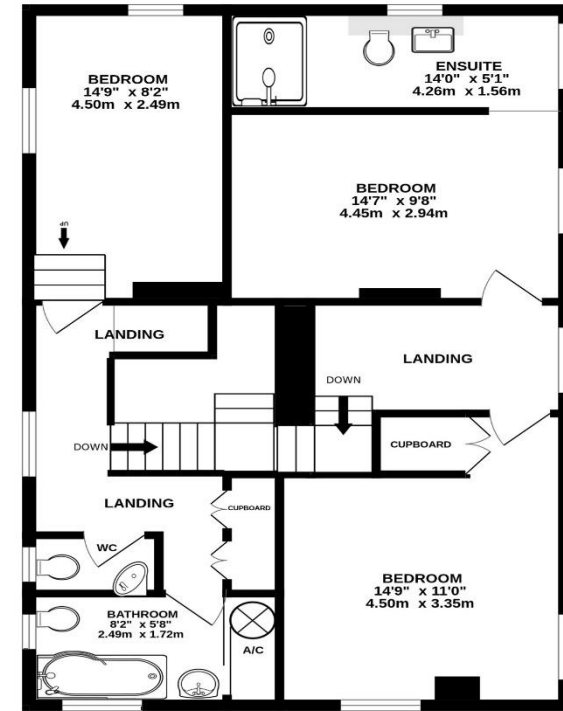 BEDROOM
14'9" x 8'2"
4.50m x 2.49m
ENSUITE
14'0" x 5'1"
4.26m x 1.56m
BEDROOM
14'7" x 9'8"
4.45m x 2.94m
UP
LANDING
LANDING
DOWN
DOWN
CUPBOARD
LANDING
CUPBOARD
WC
BEDROOM
14'9" x 11'0"
4.50m x 3.35m
BATHROOM
8'2" x 5'8"
2.49m x 1.72m
A/C